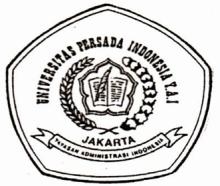 UNIVERSITAS PERSADA INDONESIA Y.A.I
JAKARTA
YAYASAN ADMINISTRASI INDONESIA